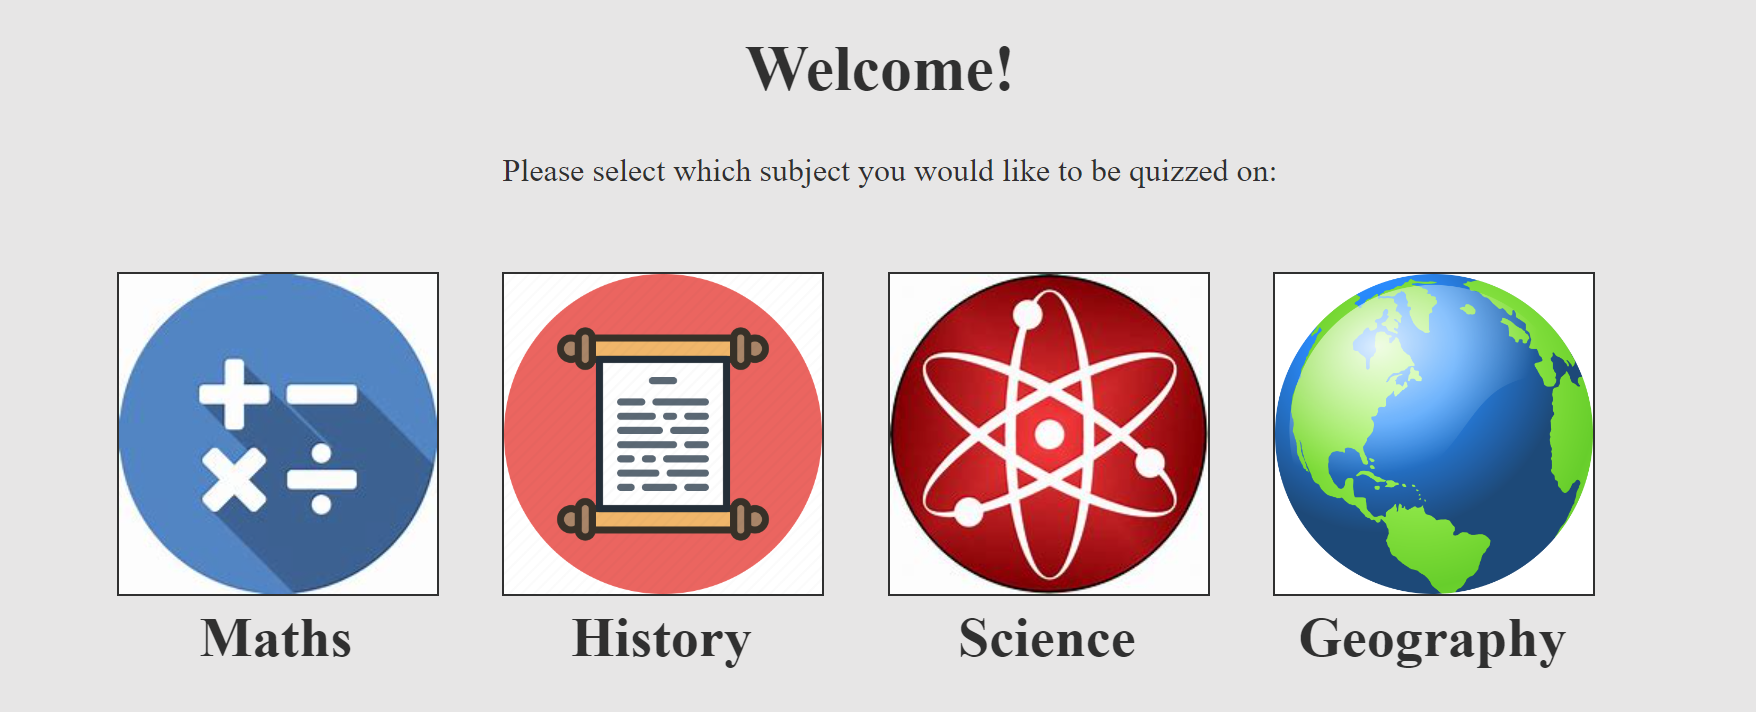 Welcome!
Please select which subject you would like to be quizzed on:
Maths
History
Science
Geography